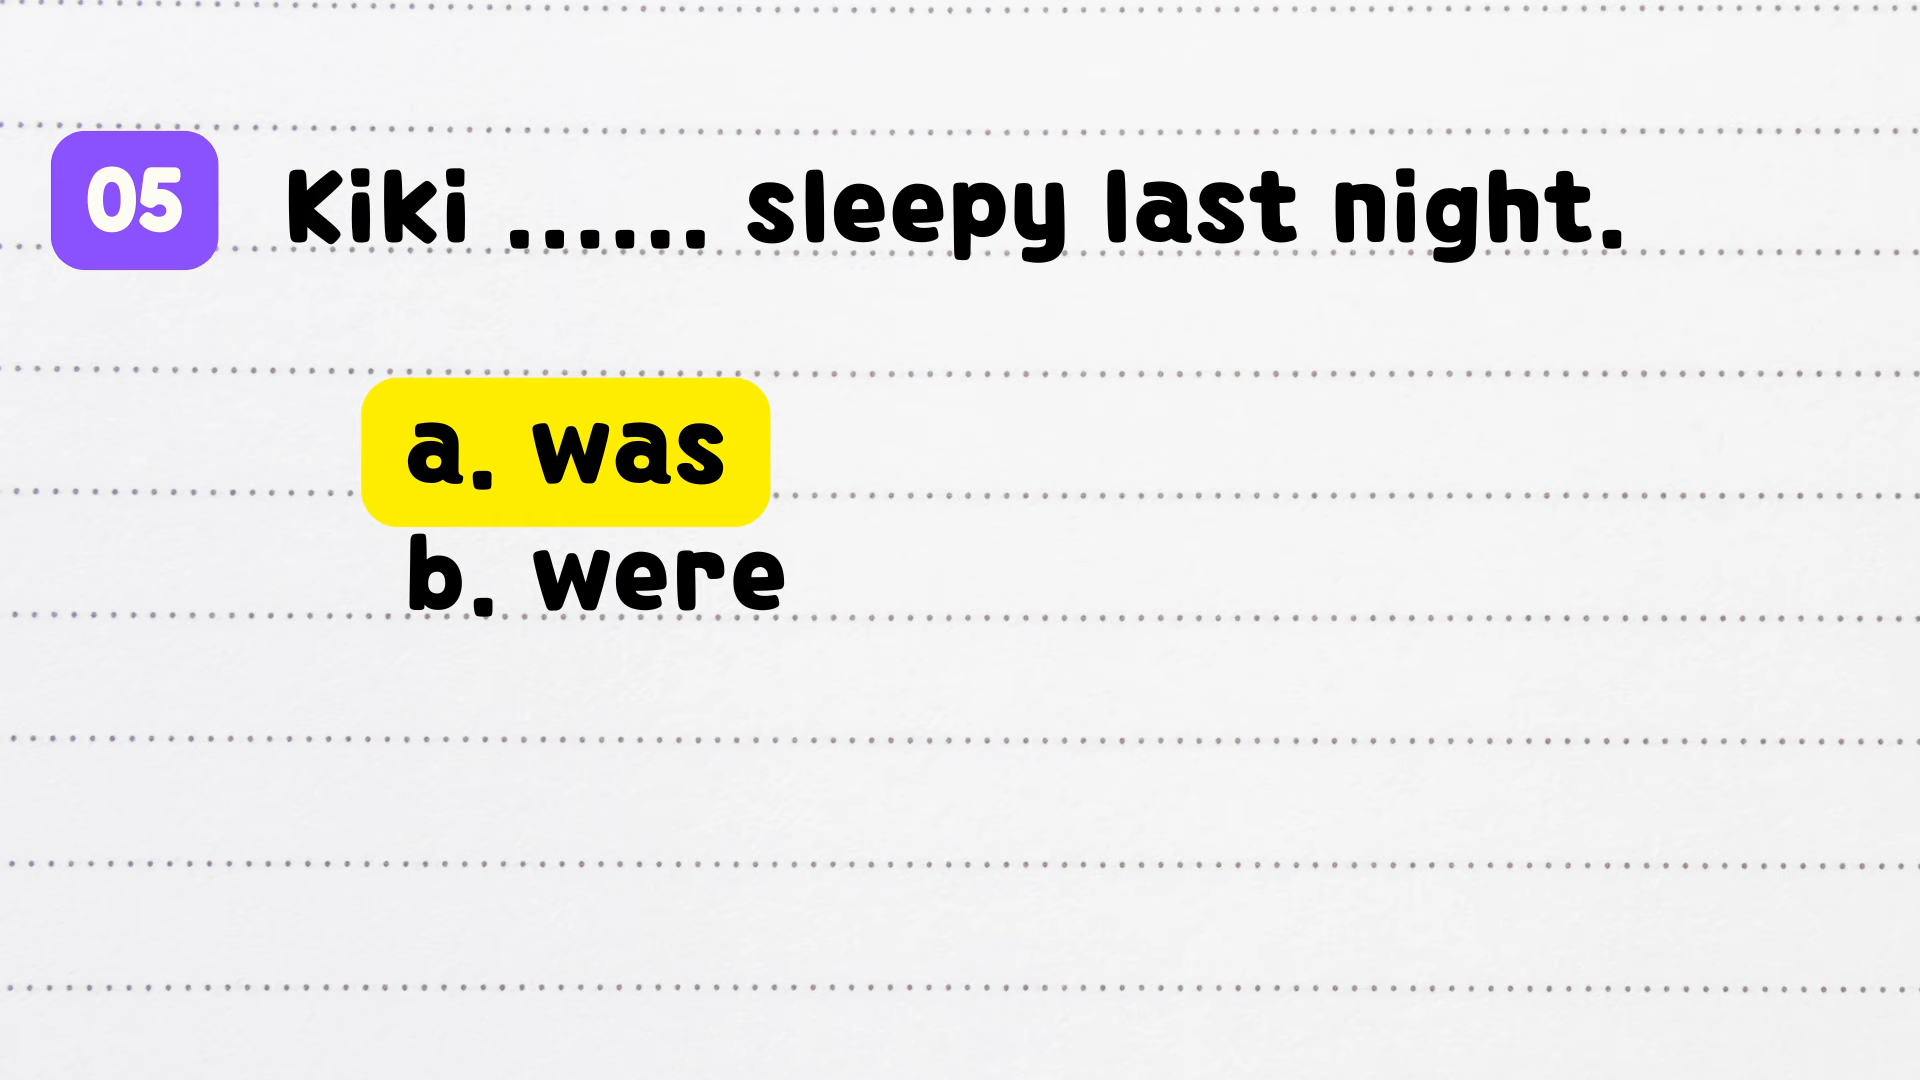 05 Kiki ...... sleepy last night.
a. was
b. were